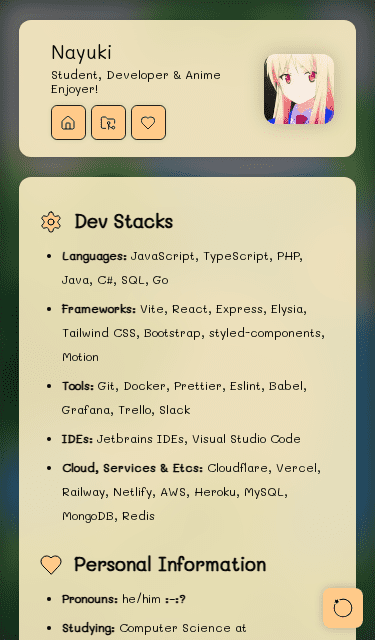 Nayuki
Student, Developer & Anime
Enjoyer!
Dev Stacks
Languages: JavaScript, TypeScript, PHP,
Java, C#, SQL, Go
Frameworks: Vite, React, Express, Elysia,
Tailwind CSS, Bootstrap, styled-components,
Motion
Tools: Git, Docker, Prettier, Eslint, Babel,
Grafana, Trello, Slack
IDEs: Jetbrains IDEs, Visual Studio Code
Cloud, Services & Etcs: Cloudflare, Vercel,
Railway, Netlify, AWS, Heroku, MySQL,
MongoDB, Redis
Personal Information
Pronouns: he/him :-:?
Studying: Computer Science at